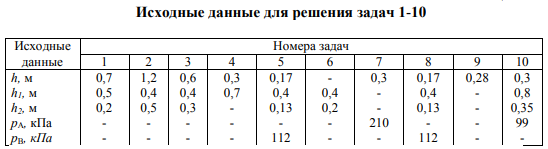 Исходные данные для решения задач 1-10
Исходные данные Номера задач
1 2 3 4 5 6 7 8 9 10
h, м 0,7 1,2 0,6 0,3 0,17 - 0,3 0,17 0,28 0,3
h₁, м 0,5 0,4 0,4 0,7 0,4 0,4 - 0,4 - 0,8
h₂, м 0,2 0,5 0,3 - 0,13 0,2 - 0,13 - 0,35
pА, кПа - - - - - - 210 - - 99
pВ, кПа - - - - 112 - - 112 - -